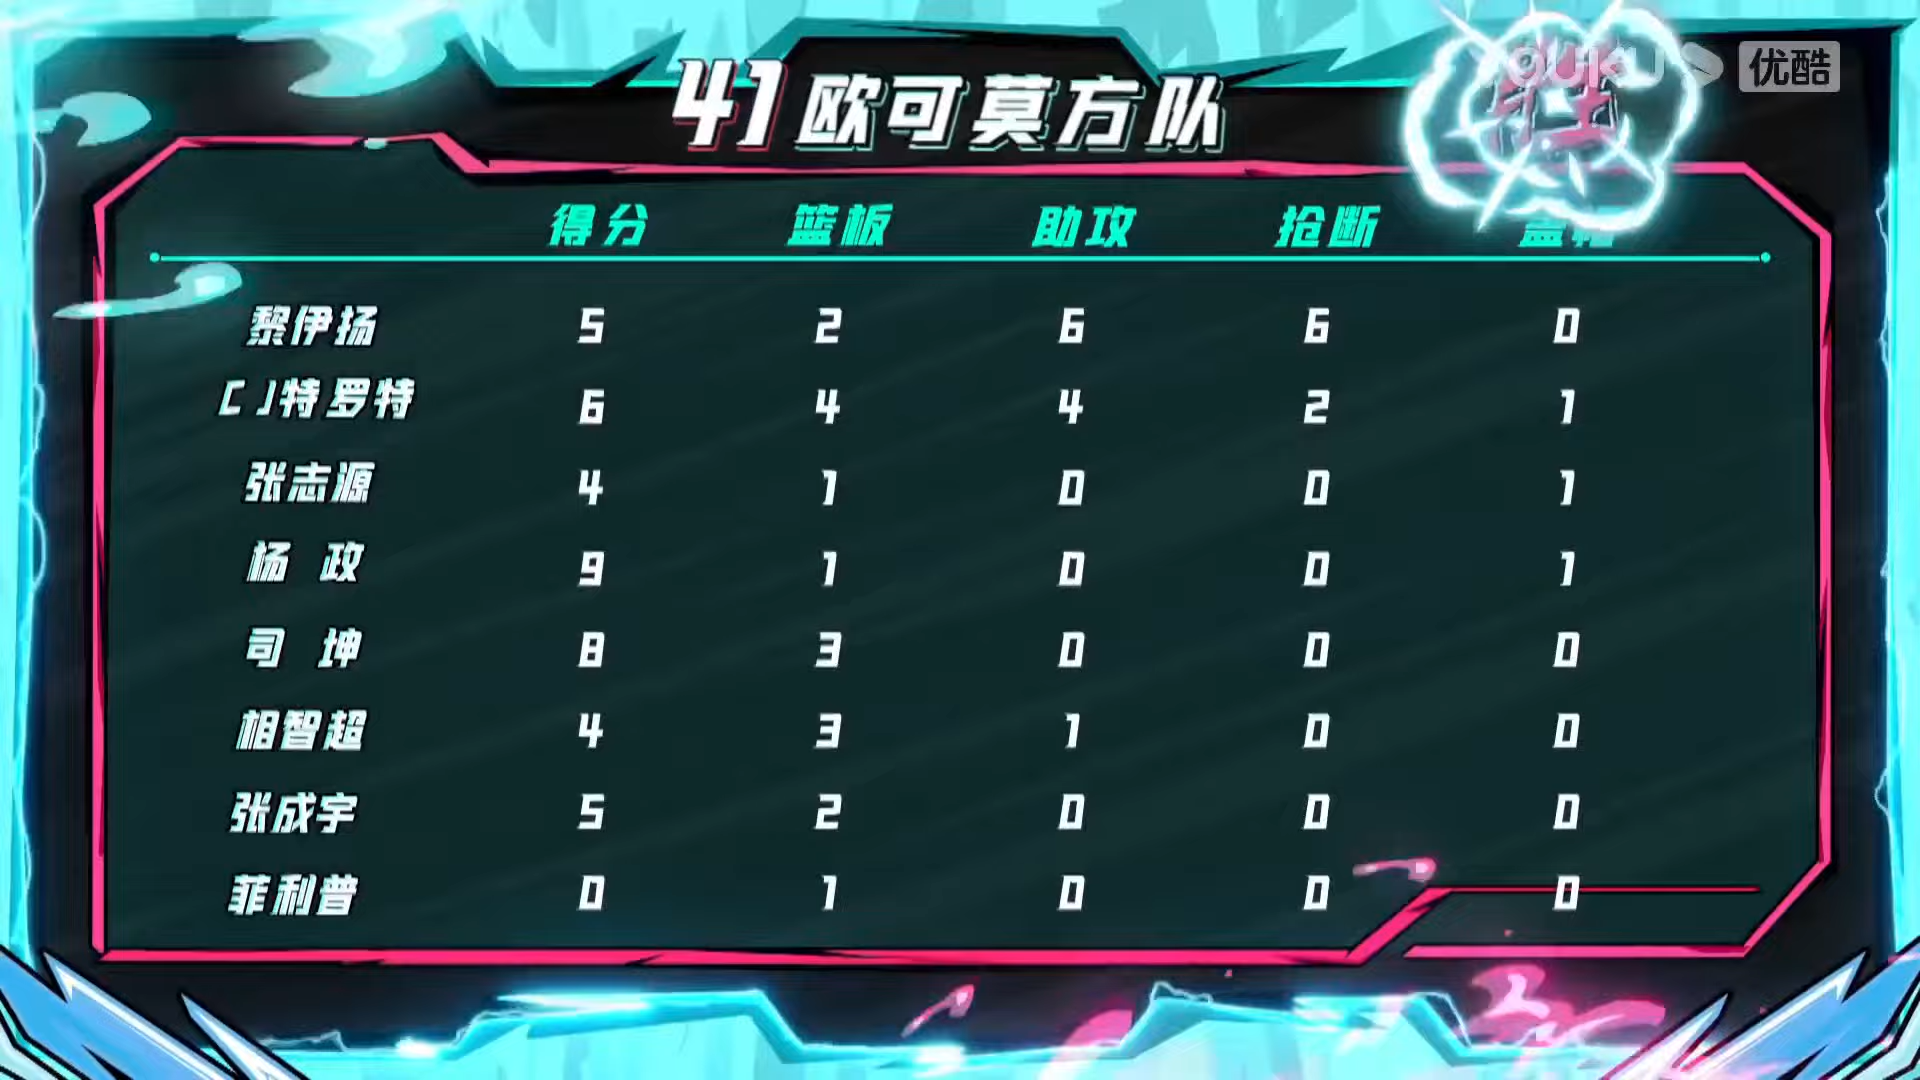 YOUKU 优酷
41 欧可莫方队
得分 篮板 助攻 抢断 盖帽
黎伊扬 5 2 6 6 0
CJ特罗特 6 4 4 2 1
张志源 4 1 0 0 1
杨政 9 1 0 0 1
司坤 8 3 0 0 0
相智超 4 3 1 0 0
张成宇 5 2 0 0 0
菲利普 0 1 0 0 0